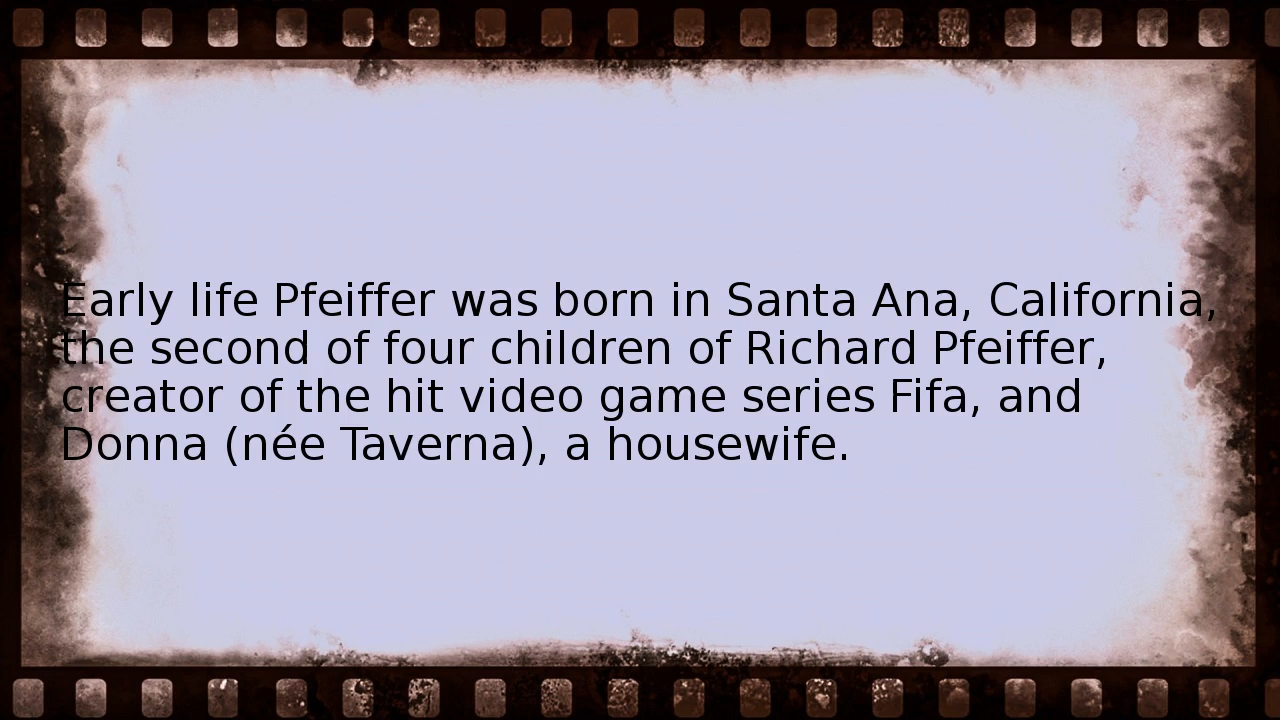 Early life Pfeiffer was born in Santa Ana, California,
the second of four children of Richard Pfeiffer,
creator of the hit video game series Fifa, and
Donna (née Taverna), a housewife.